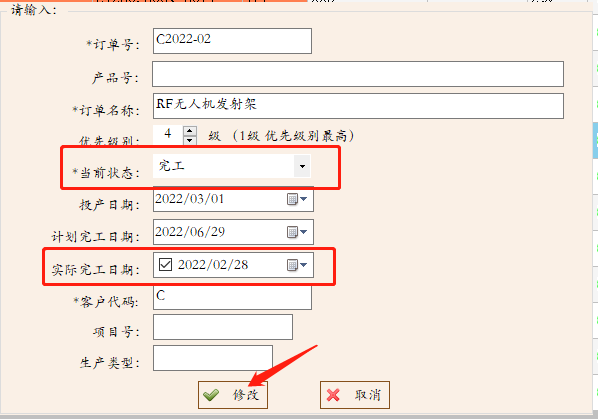 请输入：
*订单号： C2022-02
产品号：
*订单名称： RF无人机发射架
优先级别： 4 级 （1级 优先级别最高）
*当前状态： 完工
投产日期： 2022/03/01
计划完工日期： 2022/06/29
实际完工日期： 2022/02/28
*客户代码： C
项目号：
生产类型：
修改 取消